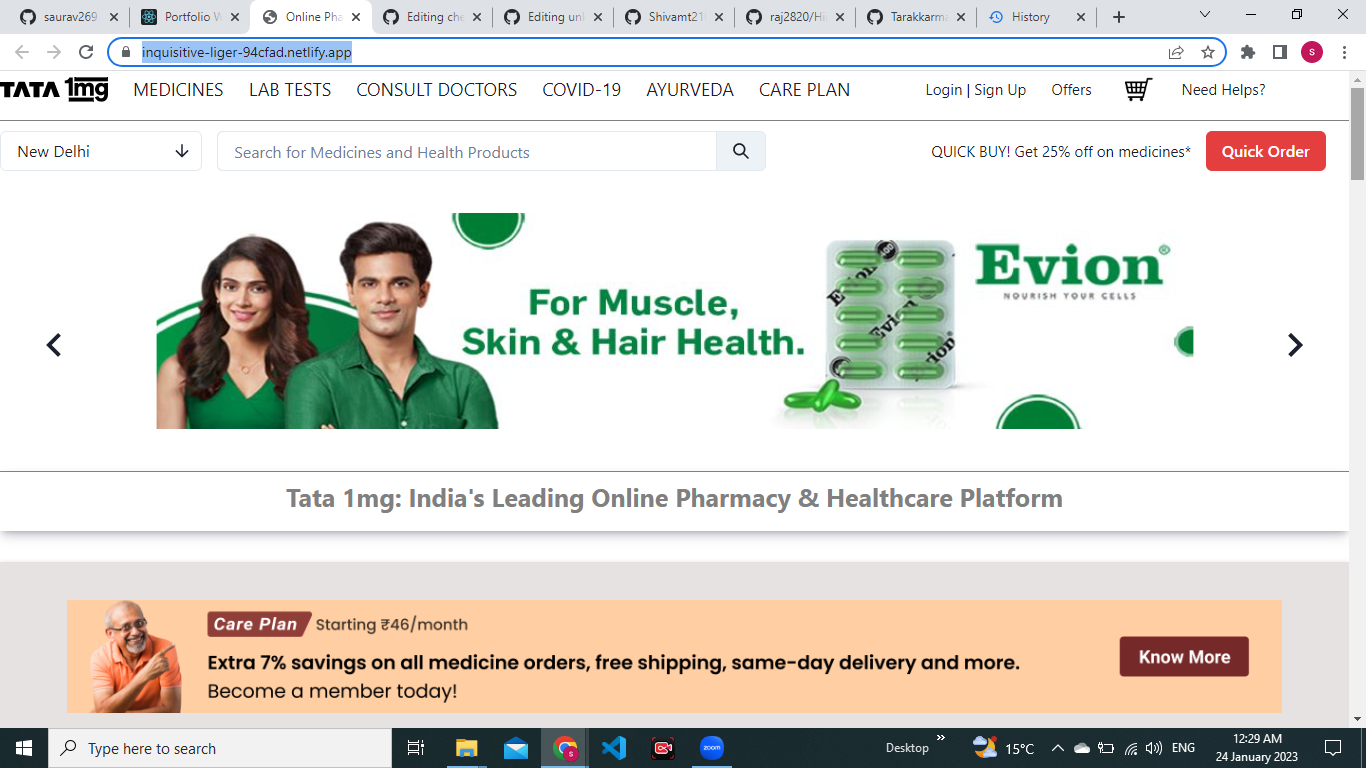 saurav269
Portfolio W
Online Pha
Editing che
Editing unk
Shivamt21
raj2820/Hi
Tarakkarma
History
inquisitive-liger-94cfad.netlify.app
S
TATA 1mg
MEDICINES
LAB TESTS
CONSULT DOCTORS
COVID-19
AYURVEDA
CARE PLAN
Login | Sign Up
Offers
Need Helps?
New Delhi
Search for Medicines and Health Products
QUICK BUY! Get 25% off on medicines*
Quick Order
For Muscle,
Skin & Hair Health.
Evion®
NOURISH YOUR CELLS
Tata 1mg: India's Leading Online Pharmacy & Healthcare Platform
Care Plan Starting ₹46/month
Extra 7% savings on all medicine orders, free shipping, same-day delivery and more.
Become a member today!
Know More
Type here to search
zoom
Desktop
15°C
ENG
12:29 AM
24 January 2023